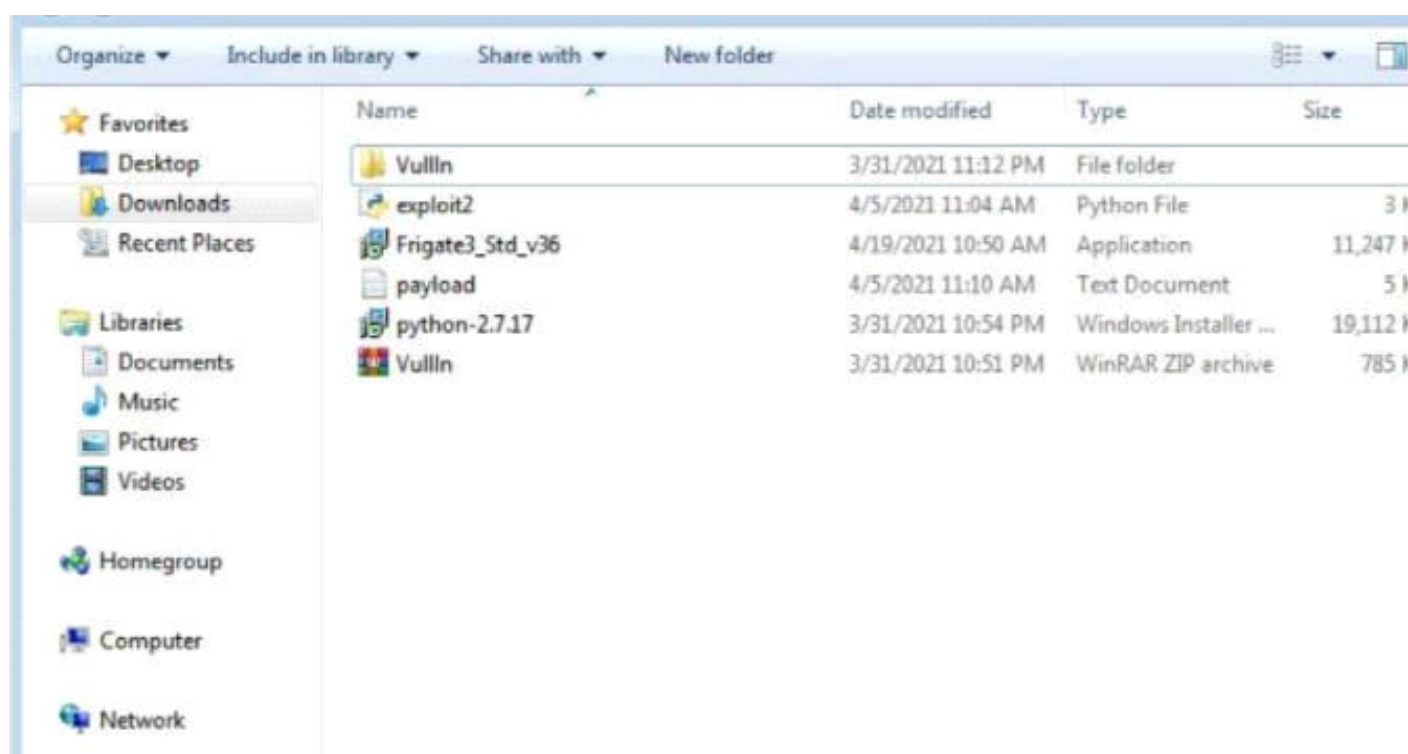 Organize Include in library Share with New folder
Name Date modified Type Size
Favorites
Desktop
Downloads
Recent Places
Libraries
Documents
Music
Pictures
Videos
Homegroup
Computer
Network
Vullln 3/31/2021 11:12 PM File folder
exploit2 4/5/2021 11:04 AM Python File 3 K
Frigate3_Std_v36 4/19/2021 10:50 AM Application 11,247 K
payload 4/5/2021 11:10 AM Text Document 5 K
python-2.7.17 3/31/2021 10:54 PM Windows Installer ... 19,112 K
Vullln 3/31/2021 10:51 PM WinRAR ZIP archive 785 K